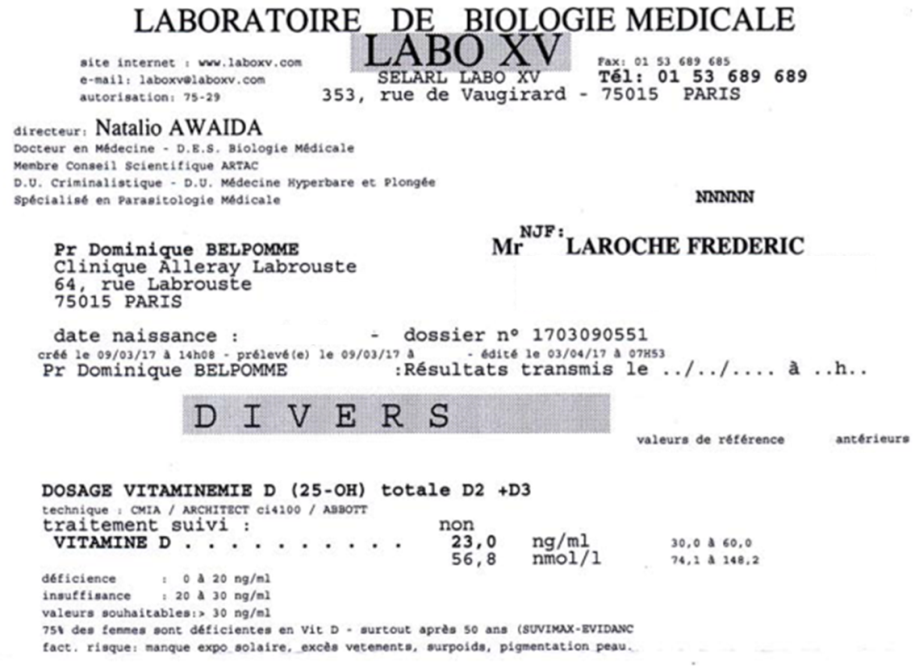 LABORATOIRE DE BIOLOGIE MEDICALE
LABO XV
site internet : www.laboxv.com
Fax: 01 53 689 685
e-mail: laboxv@laboxv.com
SELARL LABO XV
Tél: 01 53 689 689
autorisation: 75-29
353, rue de Vaugirard - 75015 PARIS
directeur: Natalio AWAIDA
Docteur en Médecine - D.E.S. Biologie Médicale
Membre Conseil Scientifique ARTAC
D.U. Criminalistique - D.U. Médecine Hyperbare et Plongée
Spécialisé en Parasitologie Médicale
NNNNN
NJF:
Pr Dominique BELPOMME
Mr LAROCHE FREDERIC
Clinique Alleray Labrouste
64, rue Labrouste
75015 PARIS
date naissance : - dossier n° 1703090551
créé le 09/03/17 à 14h08 - prélevé(e) le 09/03/17 à - édité le 03/04/17 à 07H53
Pr Dominique BELPOMME :Résultats transmis le ../../.... à ..h..
D I V E R S
valeurs de référence antérieurs
DOSAGE VITAMINEMIE D (25-OH) totale D2 +D3
technique : CMIA / ARCHITECT ci4100 / ABBOTT
traitement suivi : non
VITAMINE D . . . . . . . . . . . 23,0 ng/ml 30,0 à 60,0
56,8 nmol/l 74,1 à 148,2
déficience : 0 à 20 ng/ml
insuffisance : 20 à 30 ng/ml
valeurs souhaitables:> 30 ng/ml
75% des femmes sont déficientes en Vit D - surtout après 50 ans (SUVIMAX-EVIDANC
fact. risque: manque expo solaire, excès vetements, surpoids, pigmentation peau.